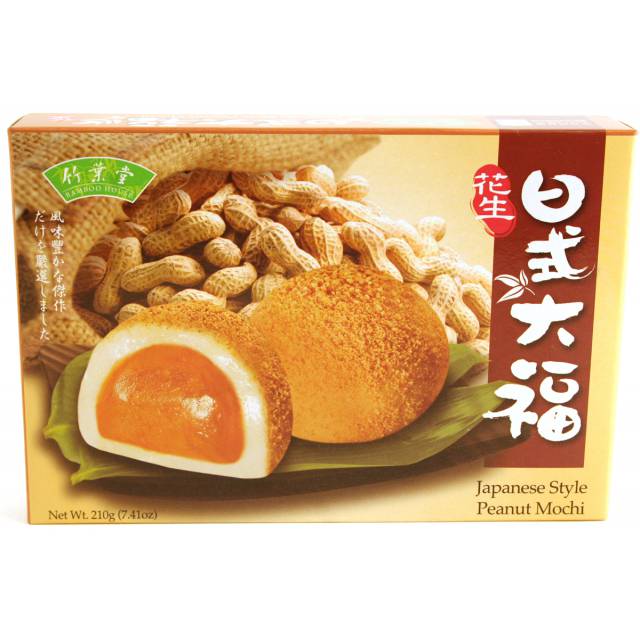 竹葉堂
BAMBOO HOUSE
風味豊かな傑作
だけを厳選しました
花生
日式大福
Japanese Style
Peanut Mochi
Net Wt. 210g (7.41oz)